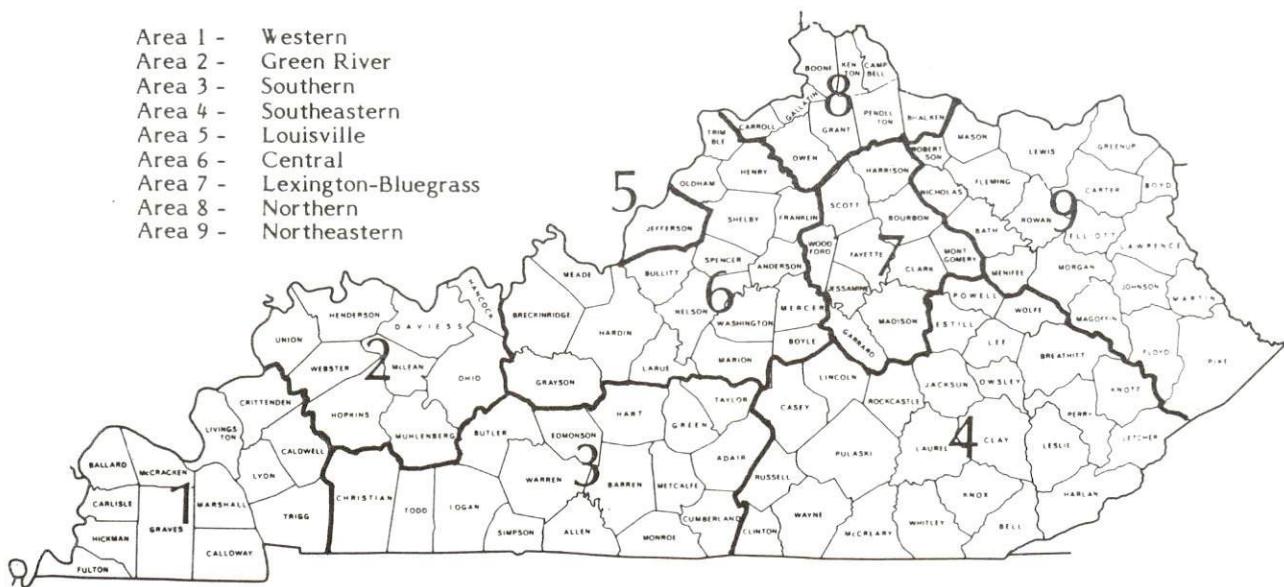 Area 1 - Western
Area 2 - Green River
Area 3 - Southern
Area 4 - Southeastern
Area 5 - Louisville
Area 6 - Central
Area 7 - Lexington-Bluegrass
Area 8 - Northern
Area 9 - Northeastern
BOONE
KEN TON
CAMP BELL
8
GALLATIN
CARROLL
GRANT
PENDLE TON
BRACKEN
TRIM BLE
OWEN
ROBERT SON
MASON
LEWIS
GREENUP
HENRY
HARRISON
FLEMING
CARTER
BOYD
5
OLDHAM
NICHOLAS
SHELBY
FRANKLIN
SCOTT
BOURBON
ROWAN
9
ELLIOTT
JEFFERSON
BATH
LAWRENCE
WOOD FORD
FAYETTE
7
MONT GOMERY
MEADE
BULLITT
SPENCER
ANDERSON
CLARK
MENIFEE
MORGAN
JOHNSON
MARTIN
HANCOCK
JESSAMINE
POWELL
WOLFE
MAGOFFIN
HENDERSON
DAVIESS
BRECKINRIDGE
NELSON
6
MERCER
MADISON
ESTILL
UNION
HARDIN
WASHINGTON
GARRARD
LEE
BREATHITT
FLOYD
PIKE
WEBSTER
2
McLEAN
OHIO
GRAYSON
LARUE
MARION
BOYLE
LINCOLN
JACKSON
OWSLEY
KNOTT
CRITTENDEN
HOPKINS
MUHLENBERG
BUTLER
EDMONSON
HART
GREEN
TAYLOR
CASEY
ROCKCASTLE
PERRY
LETCHER
LIVINGS TON
CALDWELL
LYON
WARREN
3
BARREN
METCALFE
ADAIR
RUSSELL
PULASKI
LAUREL
4
CLAY
LESLIE
BALLARD
McCRACKEN
CARLISLE
1
GRAVES
MARSHALL
TRIGG
CHRISTIAN
TODD
LOGAN
SIMPSON
ALLEN
MONROE
CUMBERLAND
CLINTON
WAYNE
McCREARY
WHITLEY
KNOX
BELL
HARLAN
HICKMAN
FULTON
CALLOWAY